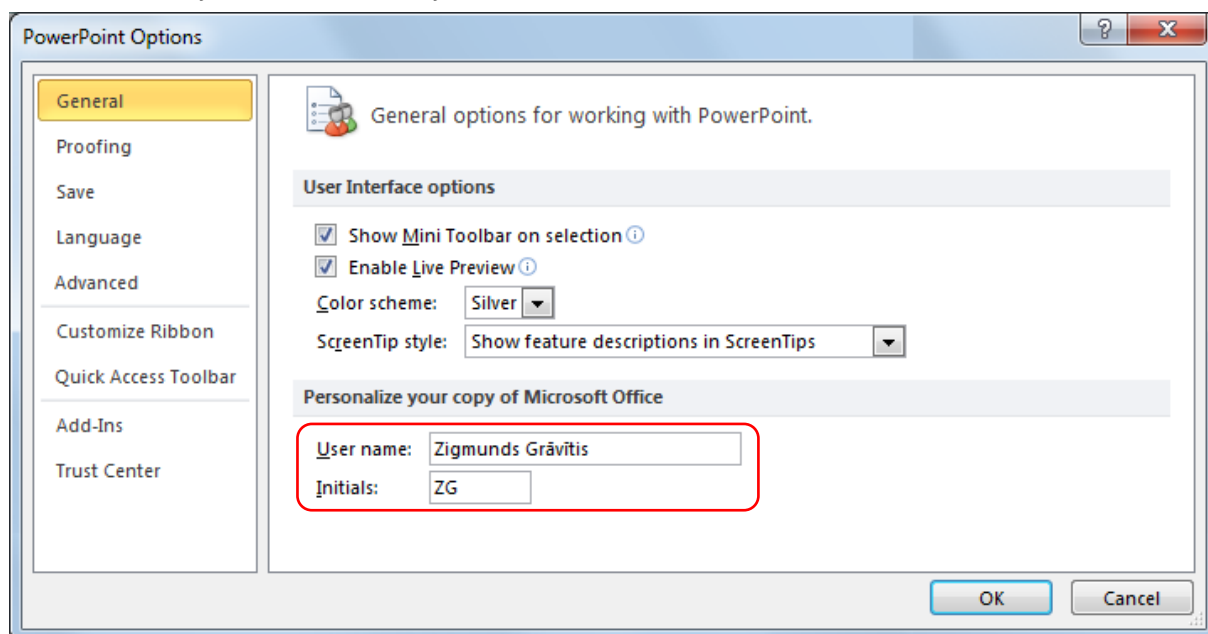 PowerPoint Options
General
Proofing
Save
Language
Advanced
Customize Ribbon
Quick Access Toolbar
Add-Ins
Trust Center
General options for working with PowerPoint.
User Interface options
Show Mini Toolbar on selection
Enable Live Preview
Color scheme: Silver
ScreenTip style: Show feature descriptions in ScreenTips
Personalize your copy of Microsoft Office
User name: Zigmunds Grāvītis
Initials: ZG
OK Cancel